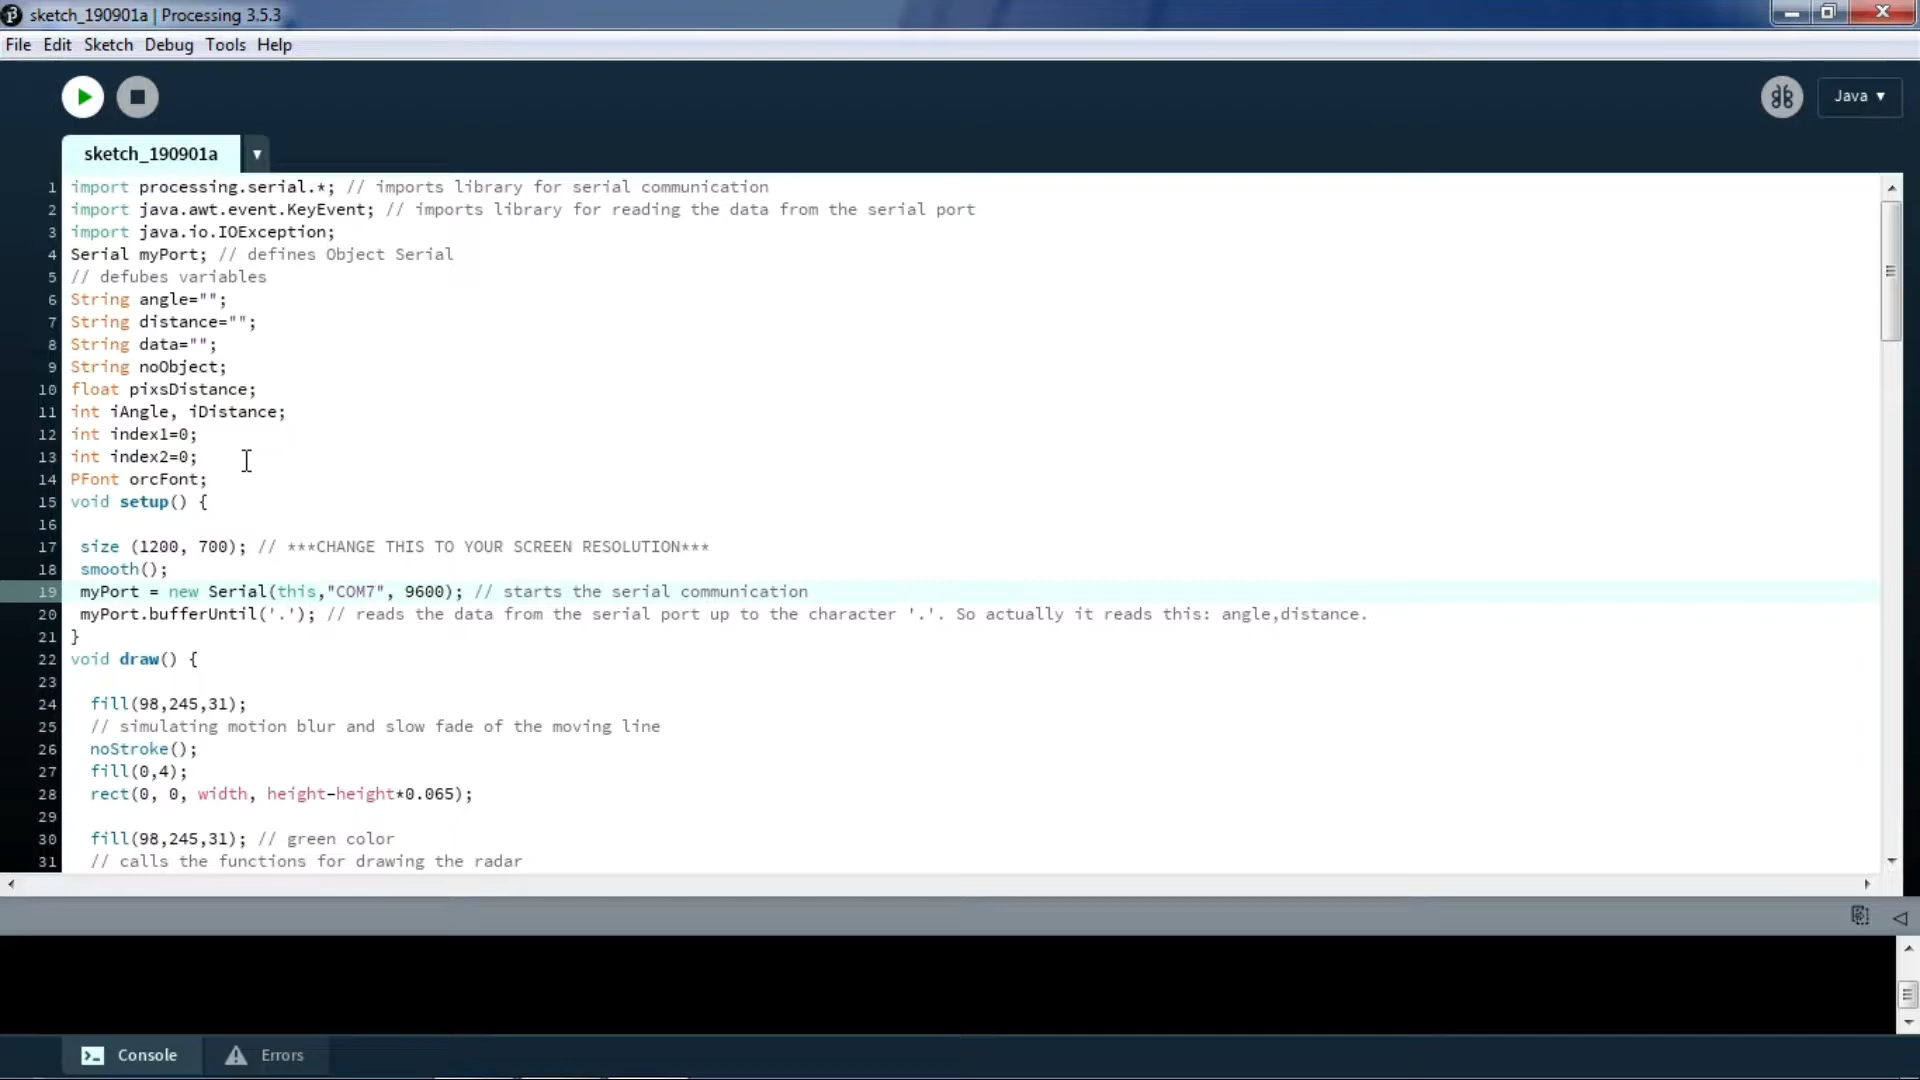 sketch_190901a | Processing 3.5.3
File Edit Sketch Debug Tools Help
Java ▼
sketch_190901a ▼
1 import processing.serial.*; // imports library for serial communication
2 import java.awt.event.KeyEvent; // imports library for reading the data from the serial port
3 import java.io.IOException;
4 Serial myPort; // defines Object Serial
5 // defubes variables
6 String angle="";
7 String distance="";
8 String data="";
9 String noObject;
10 float pixsDistance;
11 int iAngle, iDistance;
12 int index1=0;
13 int index2=0;
14 PFont orcFont;
15 void setup() {
16
17 size (1200, 700); // ***CHANGE THIS TO YOUR SCREEN RESOLUTION***
18 smooth();
19 myPort = new Serial(this,"COM7", 9600); // starts the serial communication
20 myPort.bufferUntil('.'); // reads the data from the serial port up to the character '.'. So actually it reads this: angle,distance.
21 }
22 void draw() {
23
24 fill(98,245,31);
25 // simulating motion blur and slow fade of the moving line
26 noStroke();
27 fill(0,4);
28 rect(0, 0, width, height-height*0.065);
29
30 fill(98,245,31); // green color
31 // calls the functions for drawing the radar
Console Errors